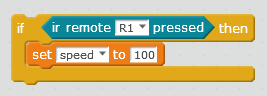 if ir remote R1 pressed then
set speed to 100